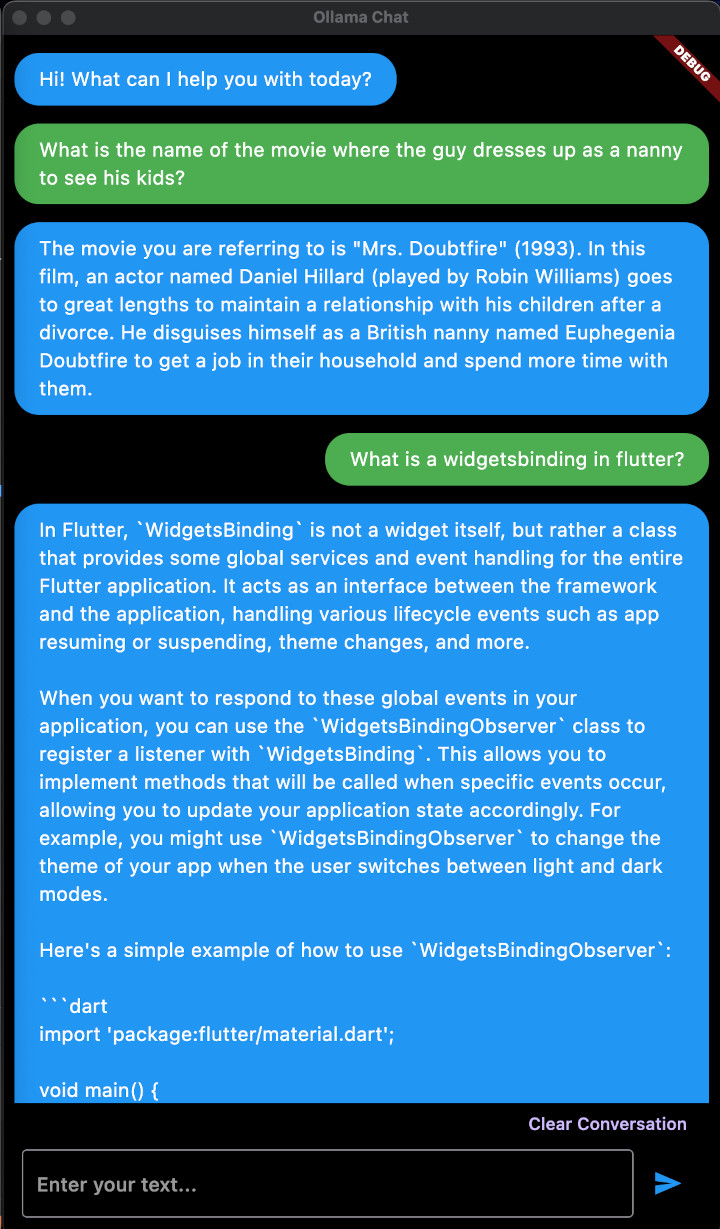 Ollama Chat
DEBUG
Hi! What can I help you with today?
What is the name of the movie where the guy dresses up as a nanny
to see his kids?
The movie you are referring to is "Mrs. Doubtfire" (1993). In this
film, an actor named Daniel Hillard (played by Robin Williams) goes
to great lengths to maintain a relationship with his children after a
divorce. He disguises himself as a British nanny named Euphegenia
Doubtfire to get a job in their household and spend more time with
them.
What is a widgetsbinding in flutter?
In Flutter, `WidgetsBinding` is not a widget itself, but rather a class
that provides some global services and event handling for the entire
Flutter application. It acts as an interface between the framework
and the application, handling various lifecycle events such as app
resuming or suspending, theme changes, and more.
When you want to respond to these global events in your
application, you can use the `WidgetsBindingObserver` class to
register a listener with `WidgetsBinding`. This allows you to
implement methods that will be called when specific events occur,
allowing you to update your application state accordingly. For
example, you might use `WidgetsBindingObserver` to change the
theme of your app when the user switches between light and dark
modes.
Here's a simple example of how to use `WidgetsBindingObserver`:
```dart
import 'package:flutter/material.dart';
void main() {
Clear Conversation
Enter your text...